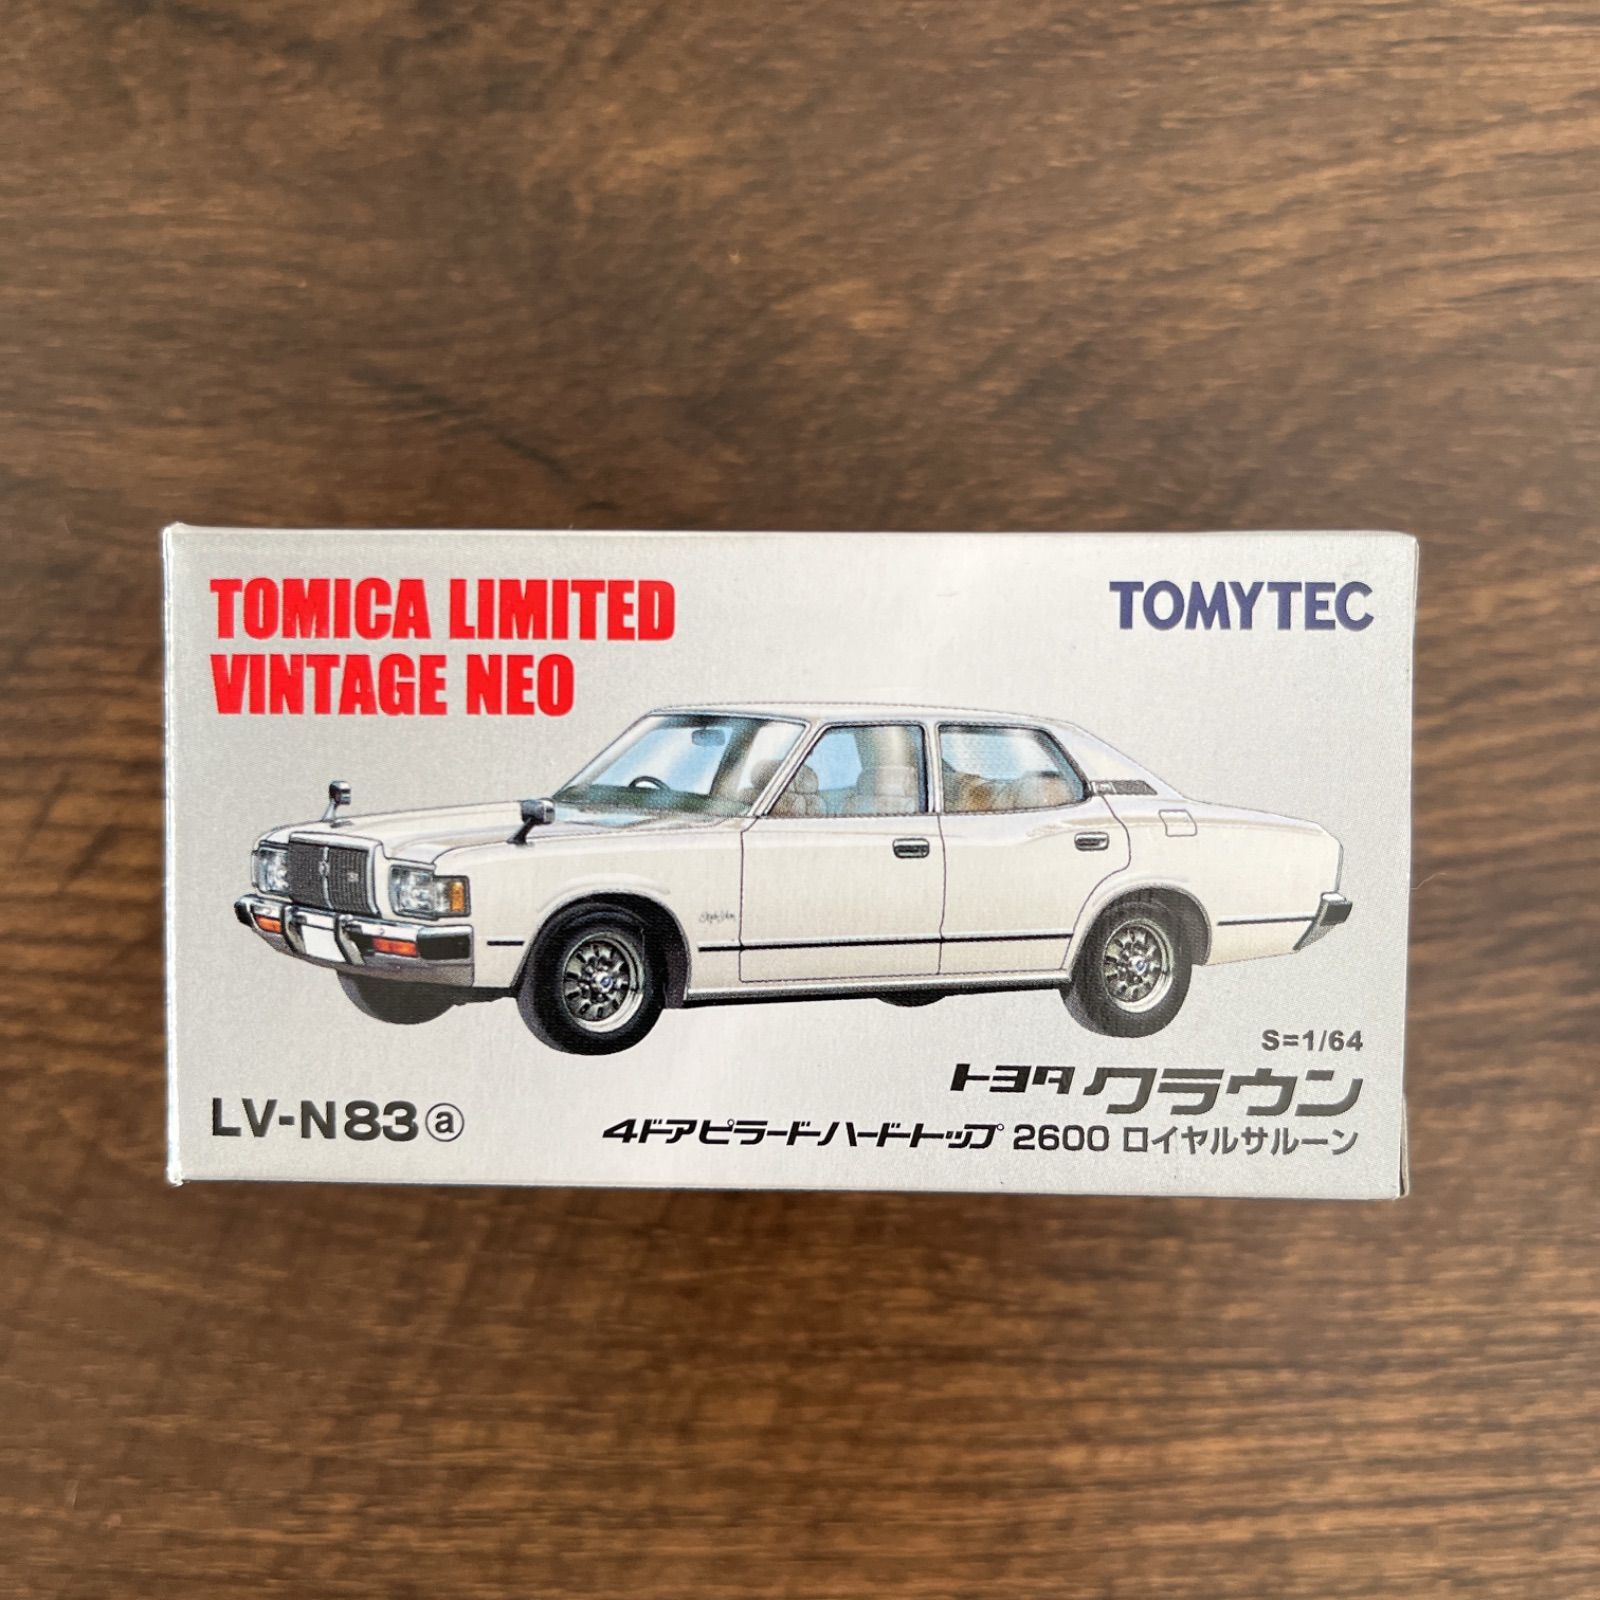 TOMICA LIMITED
VINTAGE NEO
TOMYTEC
S=1/64
トヨタ クラウン
LV-N83ⓐ
4ドアピラードハードトップ 2600 ロイヤルサルーン